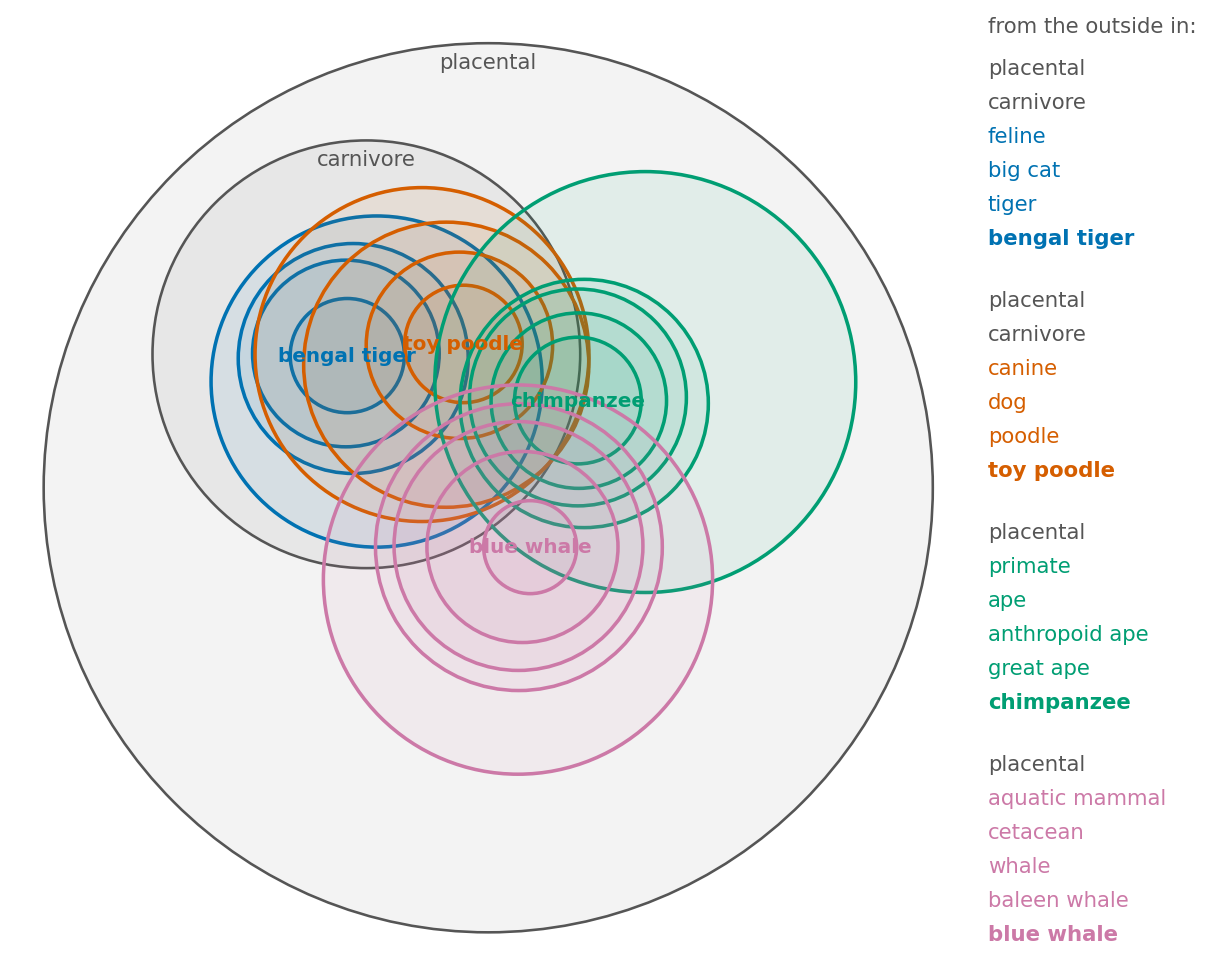 placental
carnivore
bengal tiger
toy poodle
chimpanzee
blue whale
from the outside in:
placental
carnivore
feline
big cat
tiger
bengal tiger
placental
carnivore
canine
dog
poodle
toy poodle
placental
primate
ape
anthropoid ape
great ape
chimpanzee
placental
aquatic mammal
cetacean
whale
baleen whale
blue whale